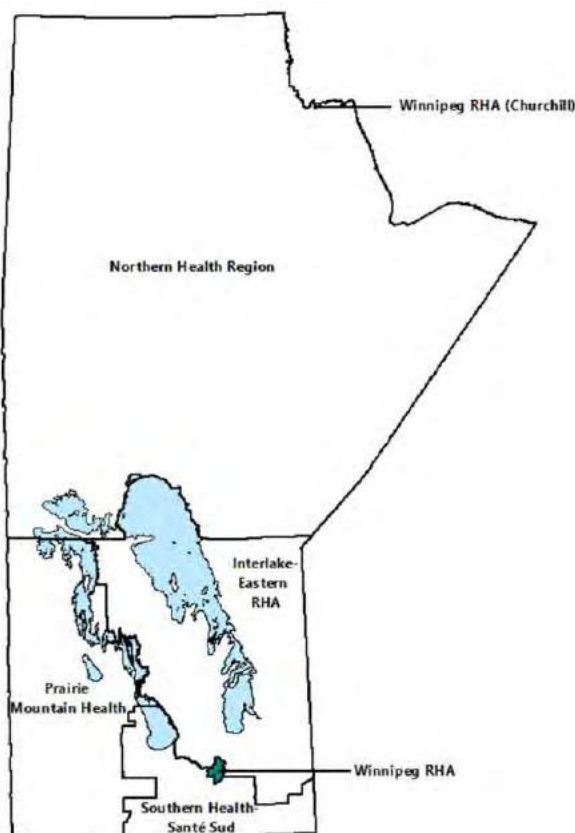 Winnipeg RHA (Churchill)
Northern Health Region
Interlake-
Eastern
RHA
Prairie
Mountain Health
Winnipeg RHA
Southern Health-
Santé Sud